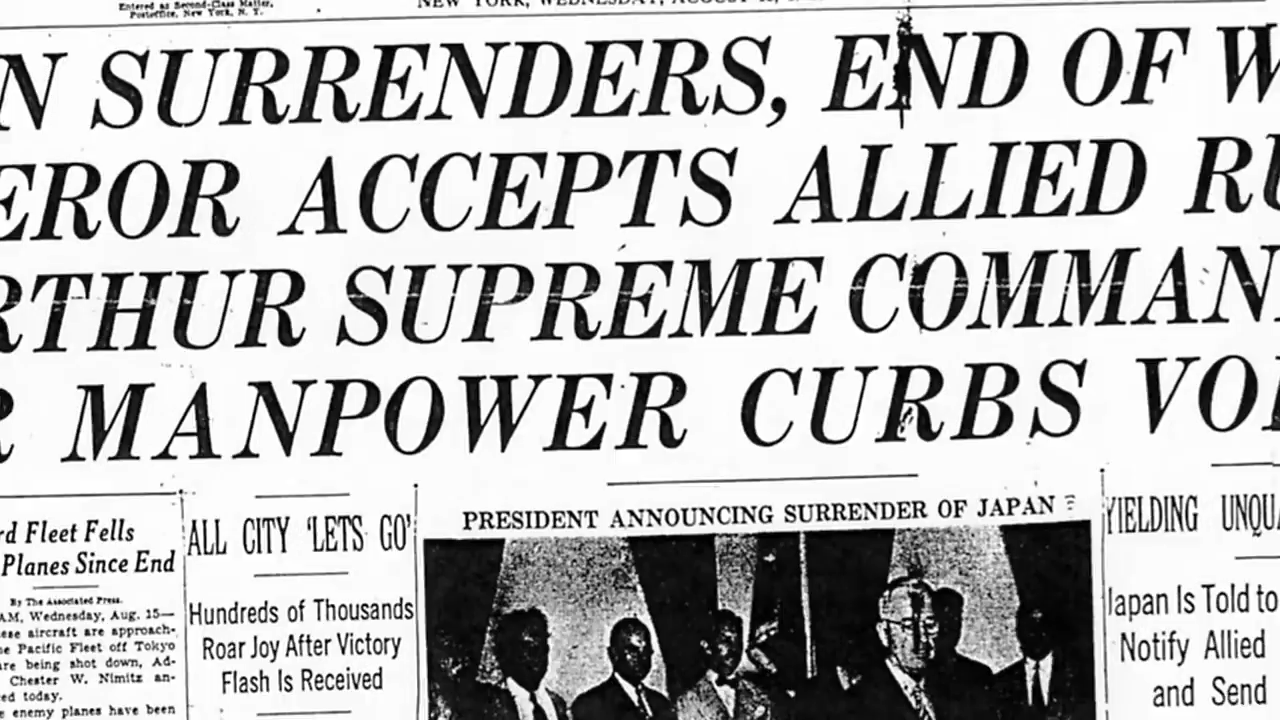 Entered as Second-Class Matter,
Postoffice, New York, N. Y.
NEW YORK, WEDNESDAY, AUGUST
N SURRENDERS, END OF W
EROR ACCEPTS ALLIED RU
RTHUR SUPREME COMMAN
R MANPOWER CURBS VO
rd Fleet Fells
Planes Since End
By The Associated Press.
AM, Wednesday, Aug. 15—
ese aircraft are approach-
he Pacific Fleet off Tokyo
are being shot down, Ad-
Chester W. Nimitz an-
ed today.
e enemy planes have been
ALL CITY 'LETS GO'
Hundreds of Thousands
Roar Joy After Victory
Flash Is Received
PRESIDENT ANNOUNCING SURRENDER OF JAPAN
YIELDING UNQUA
Japan Is Told to
Notify Allied
and Send